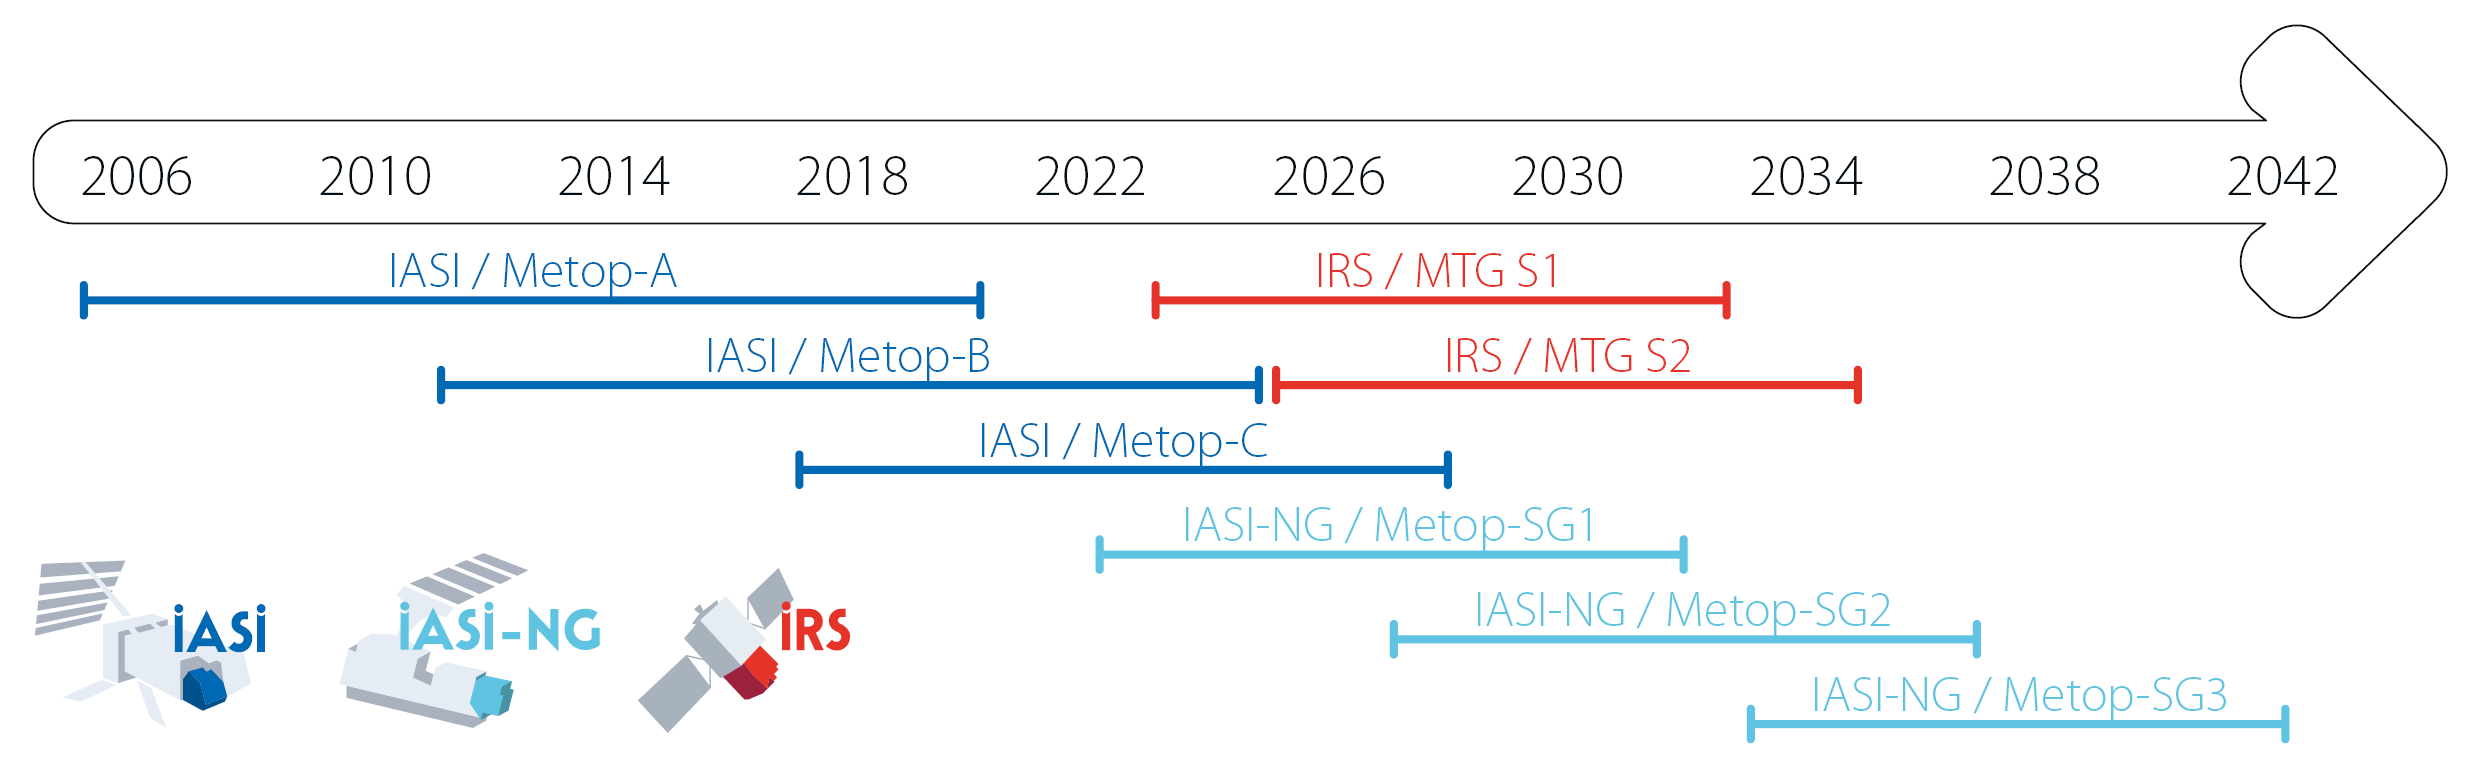 2006 2010 2014 2018 2022 2026 2030 2034 2038 2042
IASI / Metop-A IRS / MTG S1
IASI / Metop-B IRS / MTG S2
IASI / Metop-C
IASI-NG / Metop-SG1
IASI-NG / Metop-SG2
IASI-NG / Metop-SG3
iASi iASi-NG iRS